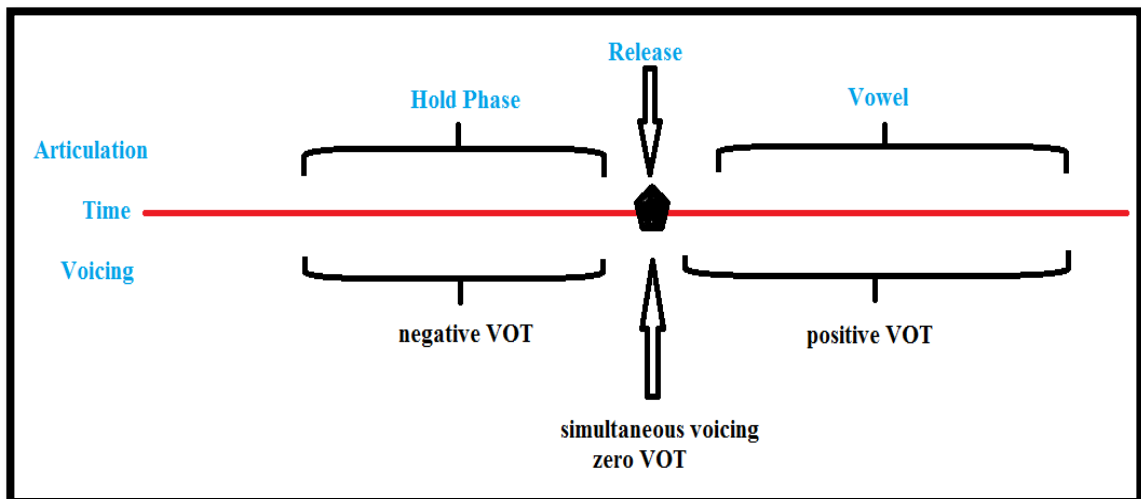 Release
Hold Phase
Vowel
Articulation
Time
Voicing
negative VOT
positive VOT
simultaneous voicing
zero VOT